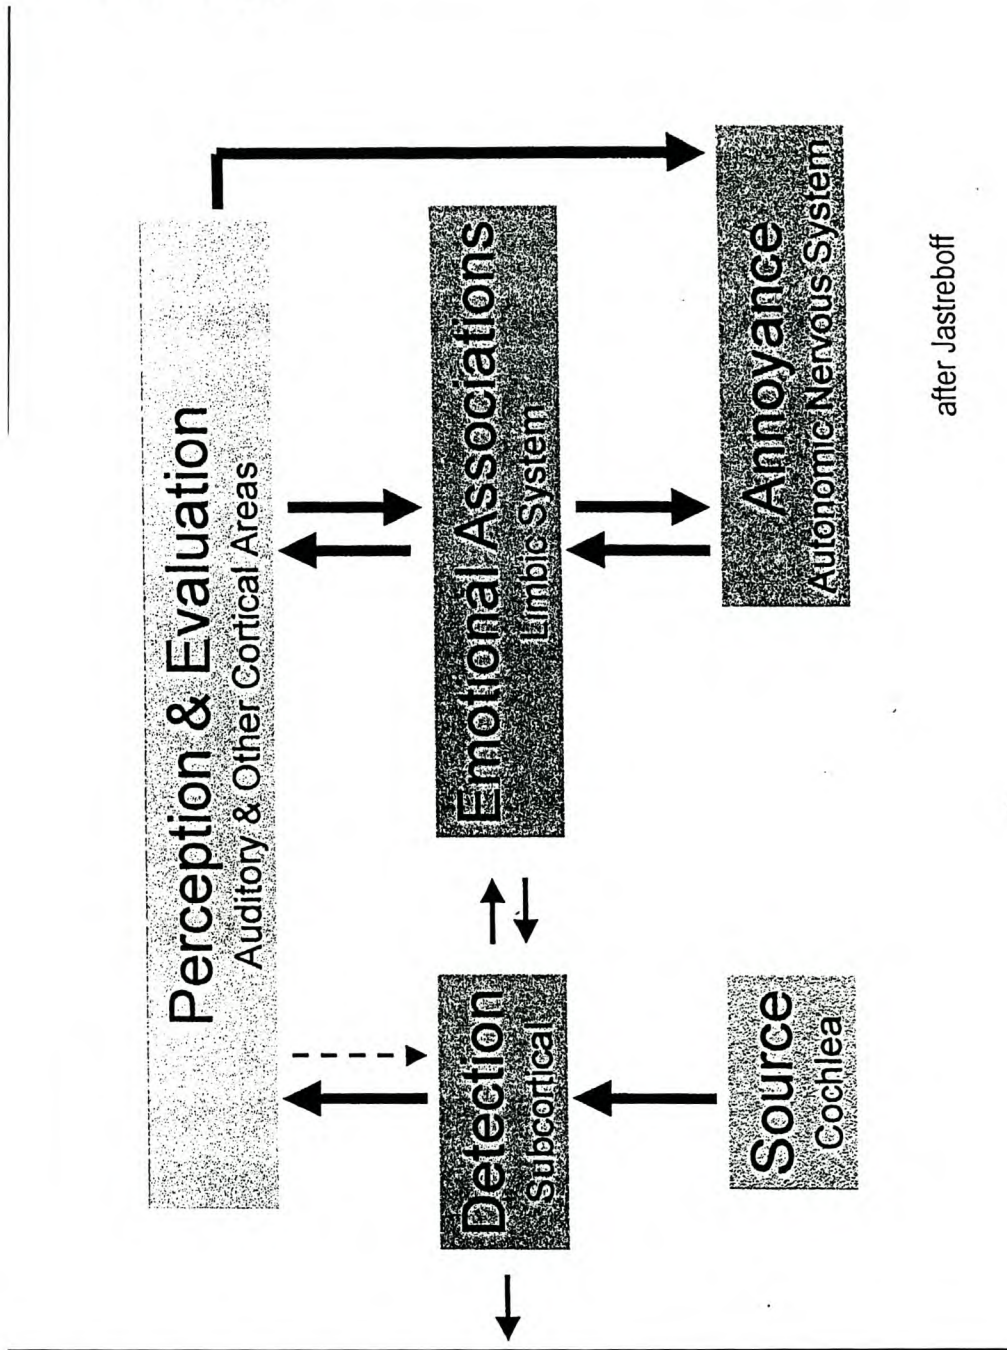 Perception & Evaluation
Auditory & Other Cortical Areas
Detection
Subcortical
Emotional Associations
Limbic System
Source
Cochlea
Annoyance
Autonomic Nervous System
after Jastreboff